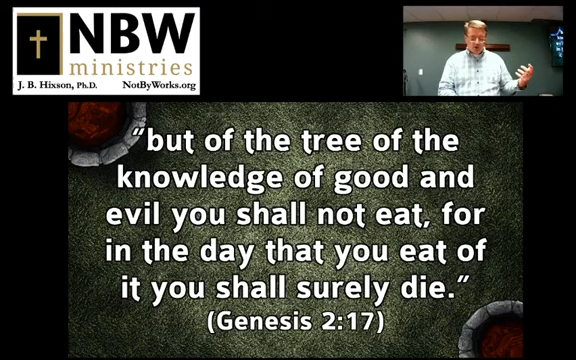 NBW
ministries
J. B. Hixson, Ph.D. NotByWorks.org
"but of the tree of the
knowledge of good and
evil you shall not eat, for
in the day that you eat of
it you shall surely die."
(Genesis 2:17)